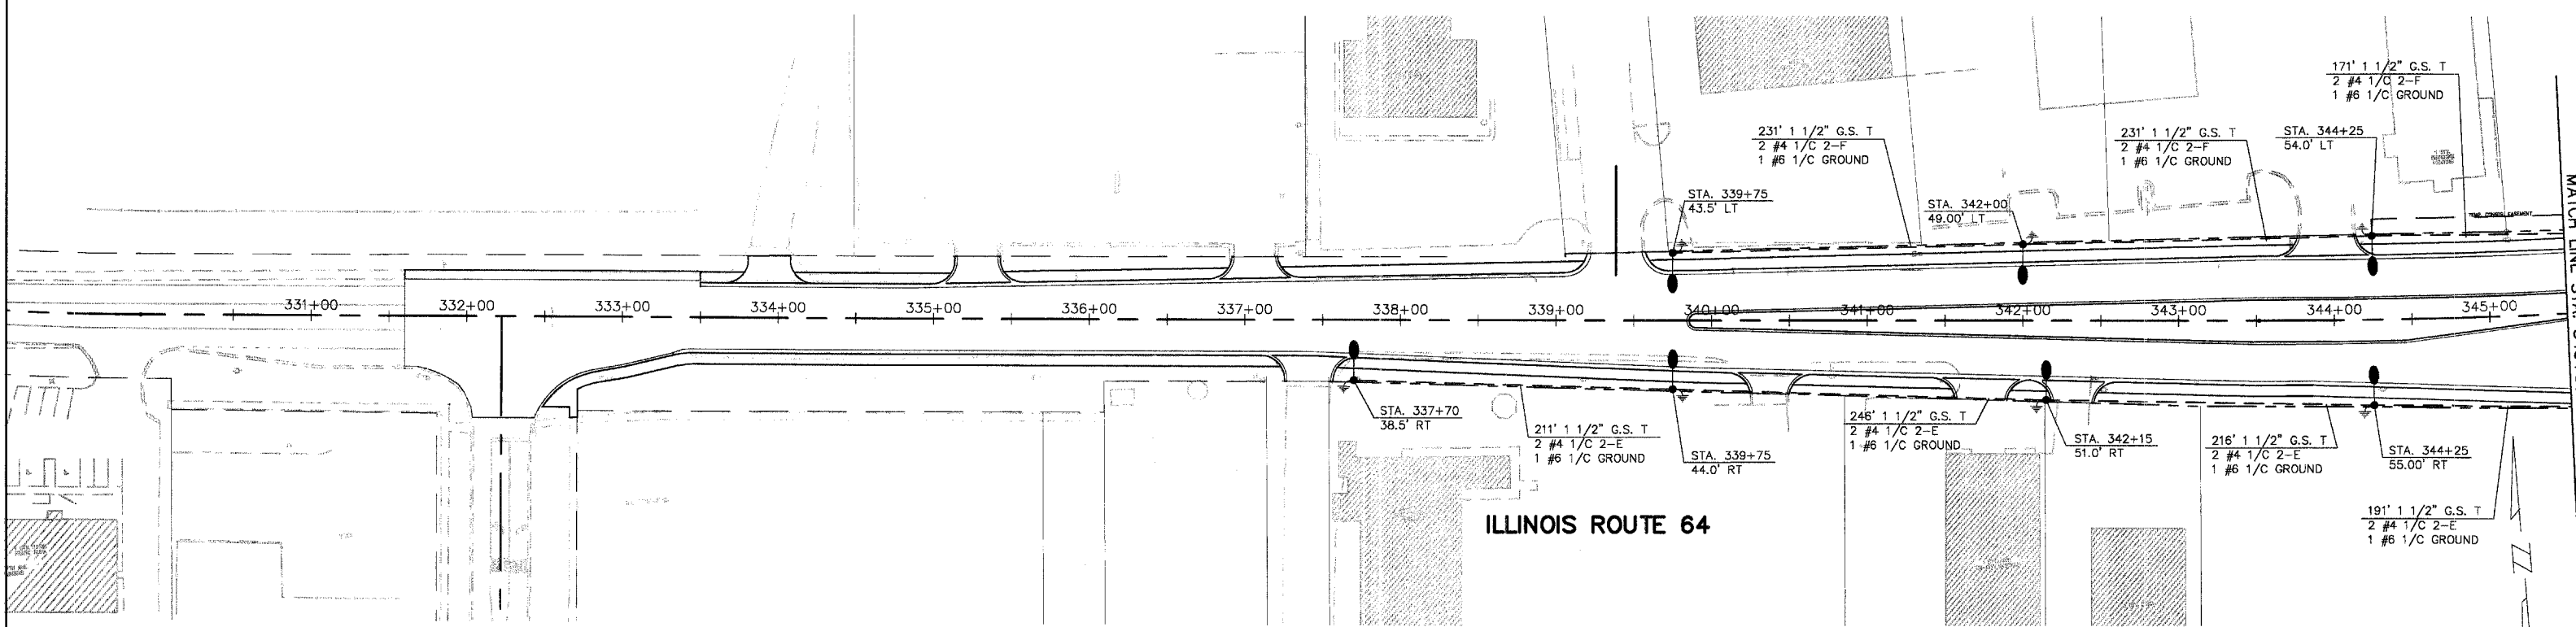 171' 1 1/2" G.S. T
2 #4 1/C 2-F
1 #6 1/C GROUND
231' 1 1/2" G.S. T
2 #4 1/C 2-F
1 #6 1/C GROUND
231' 1 1/2" G.S. T
2 #4 1/C 2-F
1 #6 1/C GROUND
STA. 344+25
54.0' LT
STA. 339+75
43.5' LT
STA. 342+00
49.00' LT
TEMP. CONSTR. EASEMENT
MATCH LINE STA.
331+00
332+00
333+00
334+00
335+00
336+00
337+00
338+00
339+00
340+00
341+00
342+00
343+00
344+00
345+00
STA. 337+70
38.5' RT
211' 1 1/2" G.S. T
2 #4 1/C 2-E
1 #6 1/C GROUND
STA. 339+75
44.0' RT
246' 1 1/2" G.S. T
2 #4 1/C 2-E
1 #6 1/C GROUND
STA. 342+15
51.0' RT
216' 1 1/2" G.S. T
2 #4 1/C 2-E
1 #6 1/C GROUND
STA. 344+25
55.00' RT
191' 1 1/2" G.S. T
2 #4 1/C 2-E
1 #6 1/C GROUND
ILLINOIS ROUTE 64